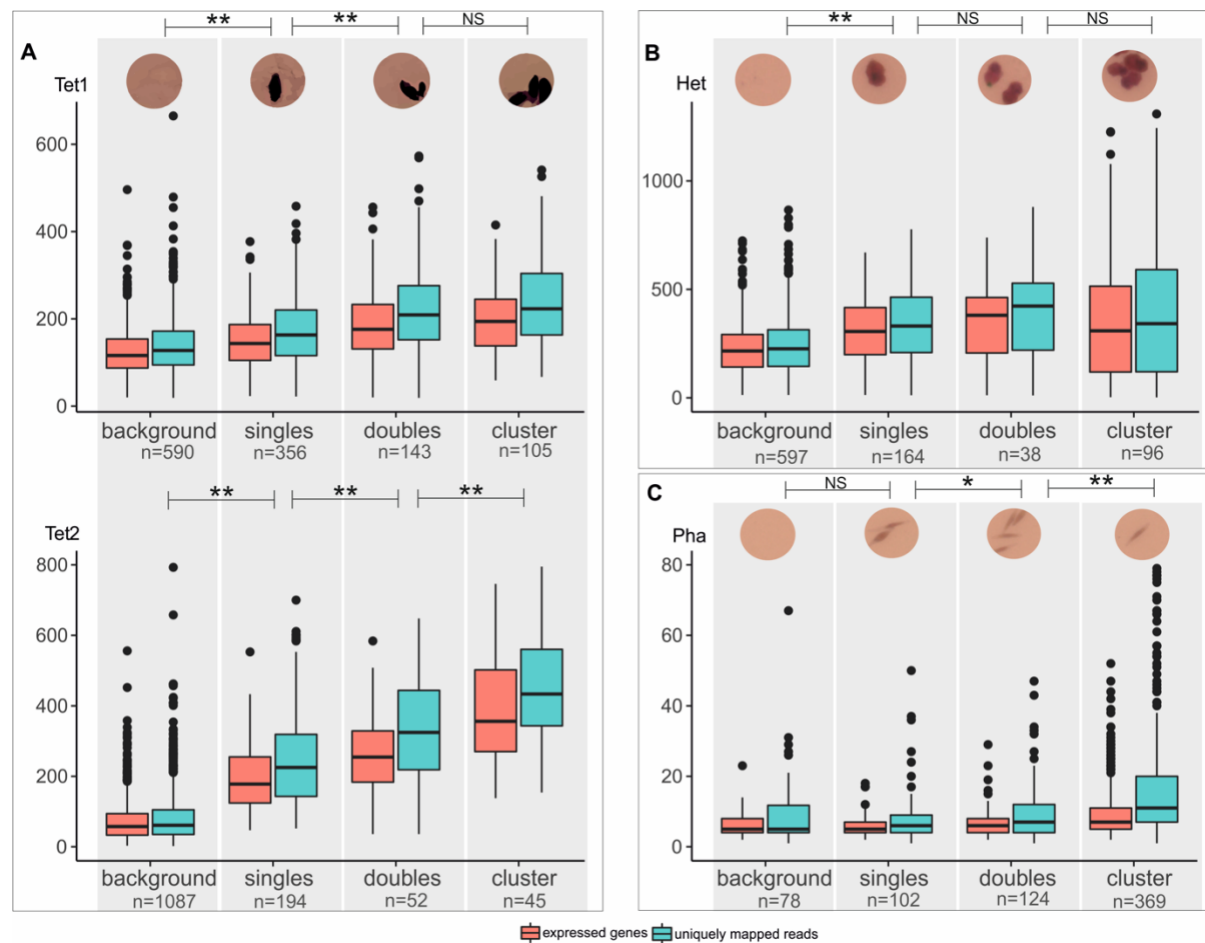 A
** ** NS
Tet1
600
400
200
0
background singles doubles cluster
n=590 n=356 n=143 n=105
** ** **
Tet2
800
600
400
200
0
background singles doubles cluster
n=1087 n=194 n=52 n=45
B
** NS NS
Het
1000
500
0
background singles doubles cluster
n=597 n=164 n=38 n=96
C
NS * **
Pha
80
60
40
20
0
background singles doubles cluster
n=78 n=102 n=124 n=369
expressed genes uniquely mapped reads